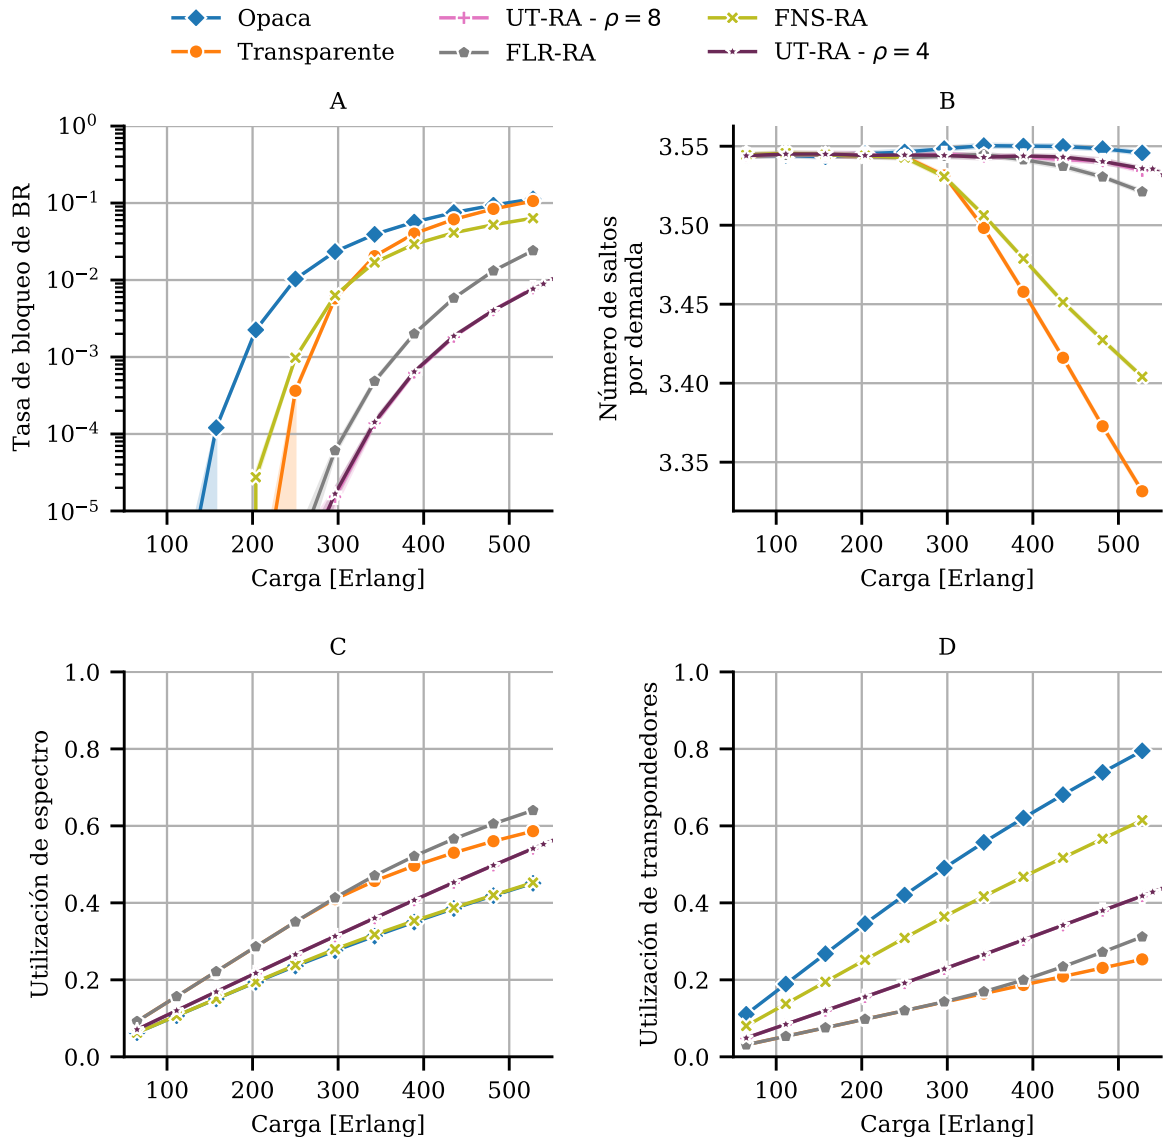 Opaca
Transparente
UT-RA - ρ = 8
FLR-RA
FNS-RA
UT-RA - ρ = 4
A
Tasa de bloqueo de BR
10⁰
10⁻¹
10⁻²
10⁻³
10⁻⁴
10⁻⁵
100 200 300 400 500
Carga [Erlang]
B
Número de saltos
por demanda
3.55
3.50
3.45
3.40
3.35
100 200 300 400 500
Carga [Erlang]
C
Utilización de espectro
1.0
0.8
0.6
0.4
0.2
0.0
100 200 300 400 500
Carga [Erlang]
D
Utilización de transpondedores
1.0
0.8
0.6
0.4
0.2
0.0
100 200 300 400 500
Carga [Erlang]